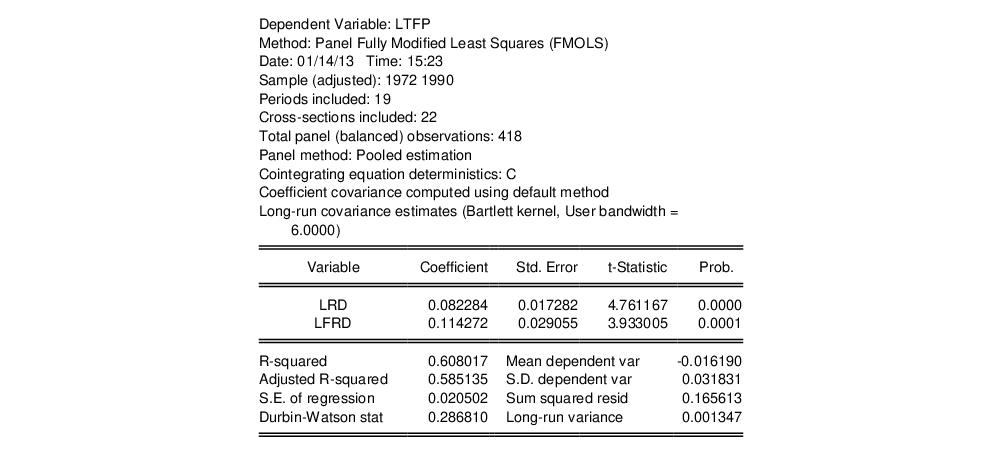 Dependent Variable: LTFP
Method: Panel Fully Modified Least Squares (FMOLS)
Date: 01/14/13 Time: 15:23
Sample (adjusted): 1972 1990
Periods included: 19
Cross-sections included: 22
Total panel (balanced) observations: 418
Panel method: Pooled estimation
Cointegrating equation deterministics: C
Coefficient covariance computed using default method
Long-run covariance estimates (Bartlett kernel, User bandwidth =
6.0000)
Variable Coefficient Std. Error t-Statistic Prob.
LRD 0.082284 0.017282 4.761167 0.0000
LFRD 0.114272 0.029055 3.933005 0.0001
R-squared 0.608017 Mean dependent var -0.016190
Adjusted R-squared 0.585135 S.D. dependent var 0.031831
S.E. of regression 0.020502 Sum squared resid 0.165613
Durbin-Watson stat 0.286810 Long-run variance 0.001347